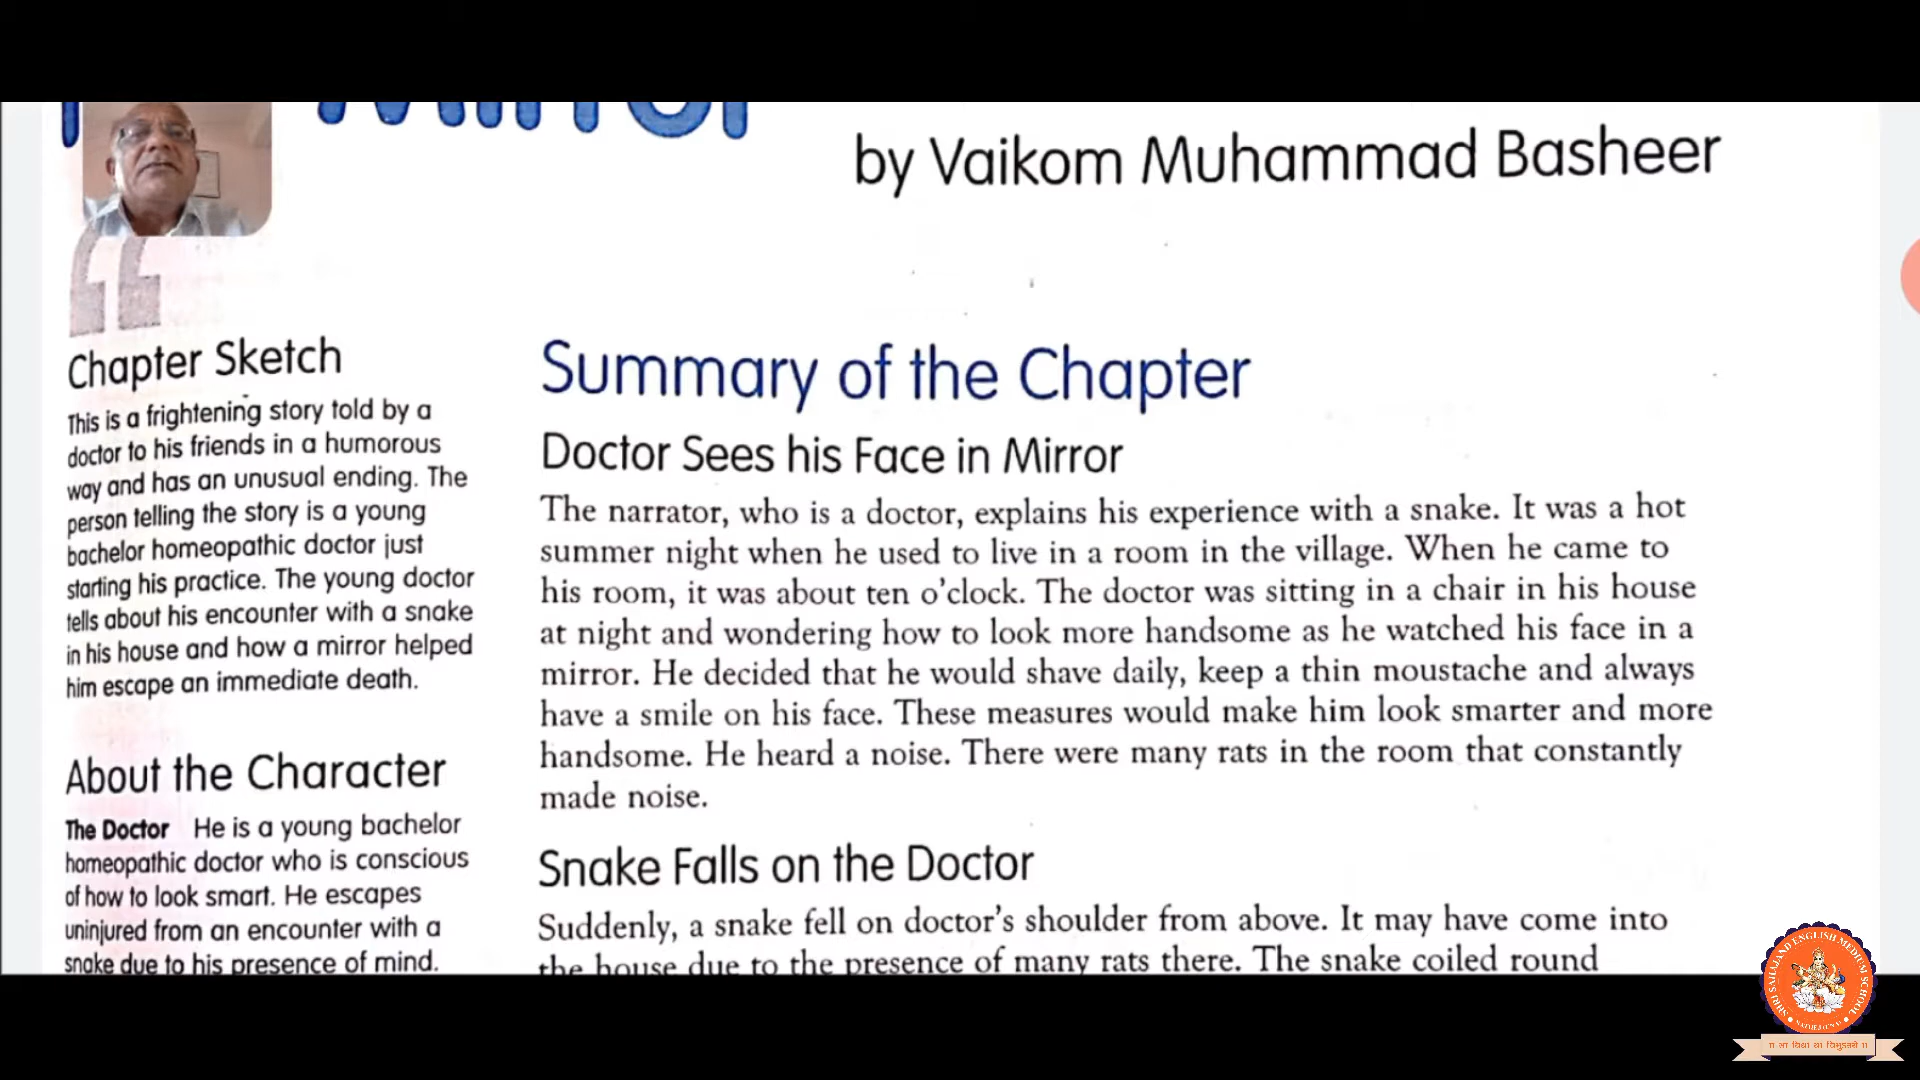 Mirror
by Vaikom Muhammad Basheer
Chapter Sketch
This is a frightening story told by a
doctor to his friends in a humorous
way and has an unusual ending. The
person telling the story is a young
bachelor homeopathic doctor just
starting his practice. The young doctor
tells about his encounter with a snake
in his house and how a mirror helped
him escape an immediate death.
About the Character
The Doctor He is a young bachelor
homeopathic doctor who is conscious
of how to look smart. He escapes
uninjured from an encounter with a
snake due to his presence of mind.
Summary of the Chapter
Doctor Sees his Face in Mirror
The narrator, who is a doctor, explains his experience with a snake. It was a hot
summer night when he used to live in a room in the village. When he came to
his room, it was about ten o'clock. The doctor was sitting in a chair in his house
at night and wondering how to look more handsome as he watched his face in a
mirror. He decided that he would shave daily, keep a thin moustache and always
have a smile on his face. These measures would make him look smarter and more
handsome. He heard a noise. There were many rats in the room that constantly
made noise.
Snake Falls on the Doctor
Suddenly, a snake fell on doctor's shoulder from above. It may have come into
the house due to the presence of many rats there. The snake coiled round
SHRI SAHAJANAND ENGLISH MEDIUM SCHOOL
॥ सा विद्या या विमुक्तये ॥